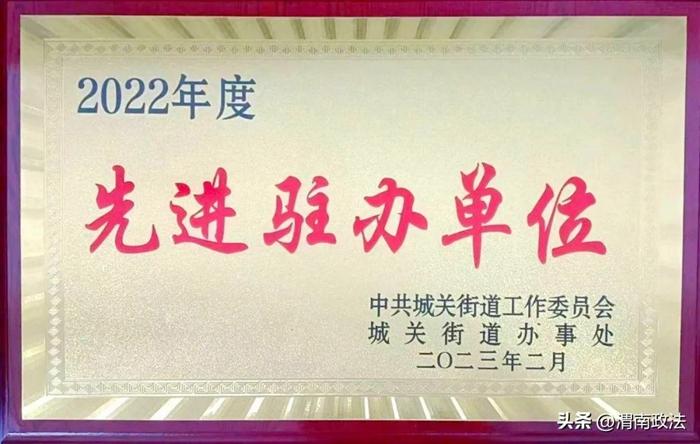 2022年度
先进驻办单位
中共城关街道工作委员会
城关街道办事处
二〇二三年二月
头条@渭南政法